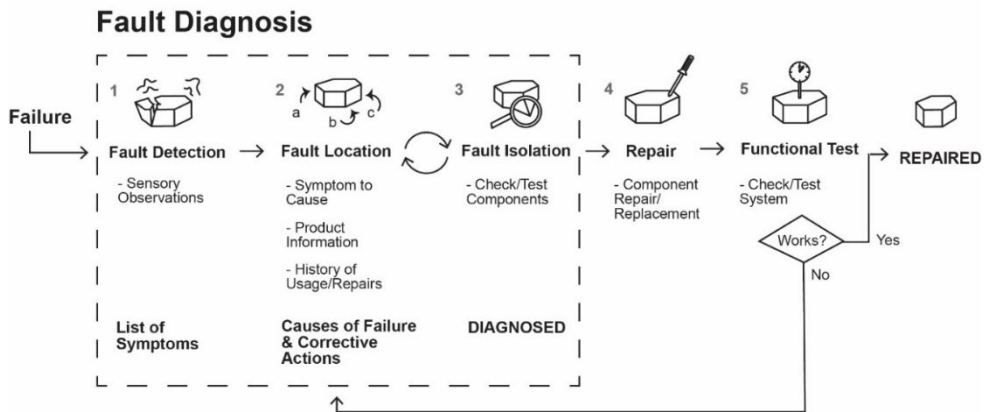 Fault Diagnosis
Failure
1
Fault Detection
- Sensory
Observations
List of
Symptoms
2
a
b
c
Fault Location
- Symptom to
Cause
- Product
Information
- History of
Usage/Repairs
Causes of Failure
& Corrective
Actions
3
Fault Isolation
- Check/Test
Components
DIAGNOSED
4
Repair
- Component
Repair/
Replacement
5
Functional Test
- Check/Test
System
Works?
Yes
No
REPAIRED